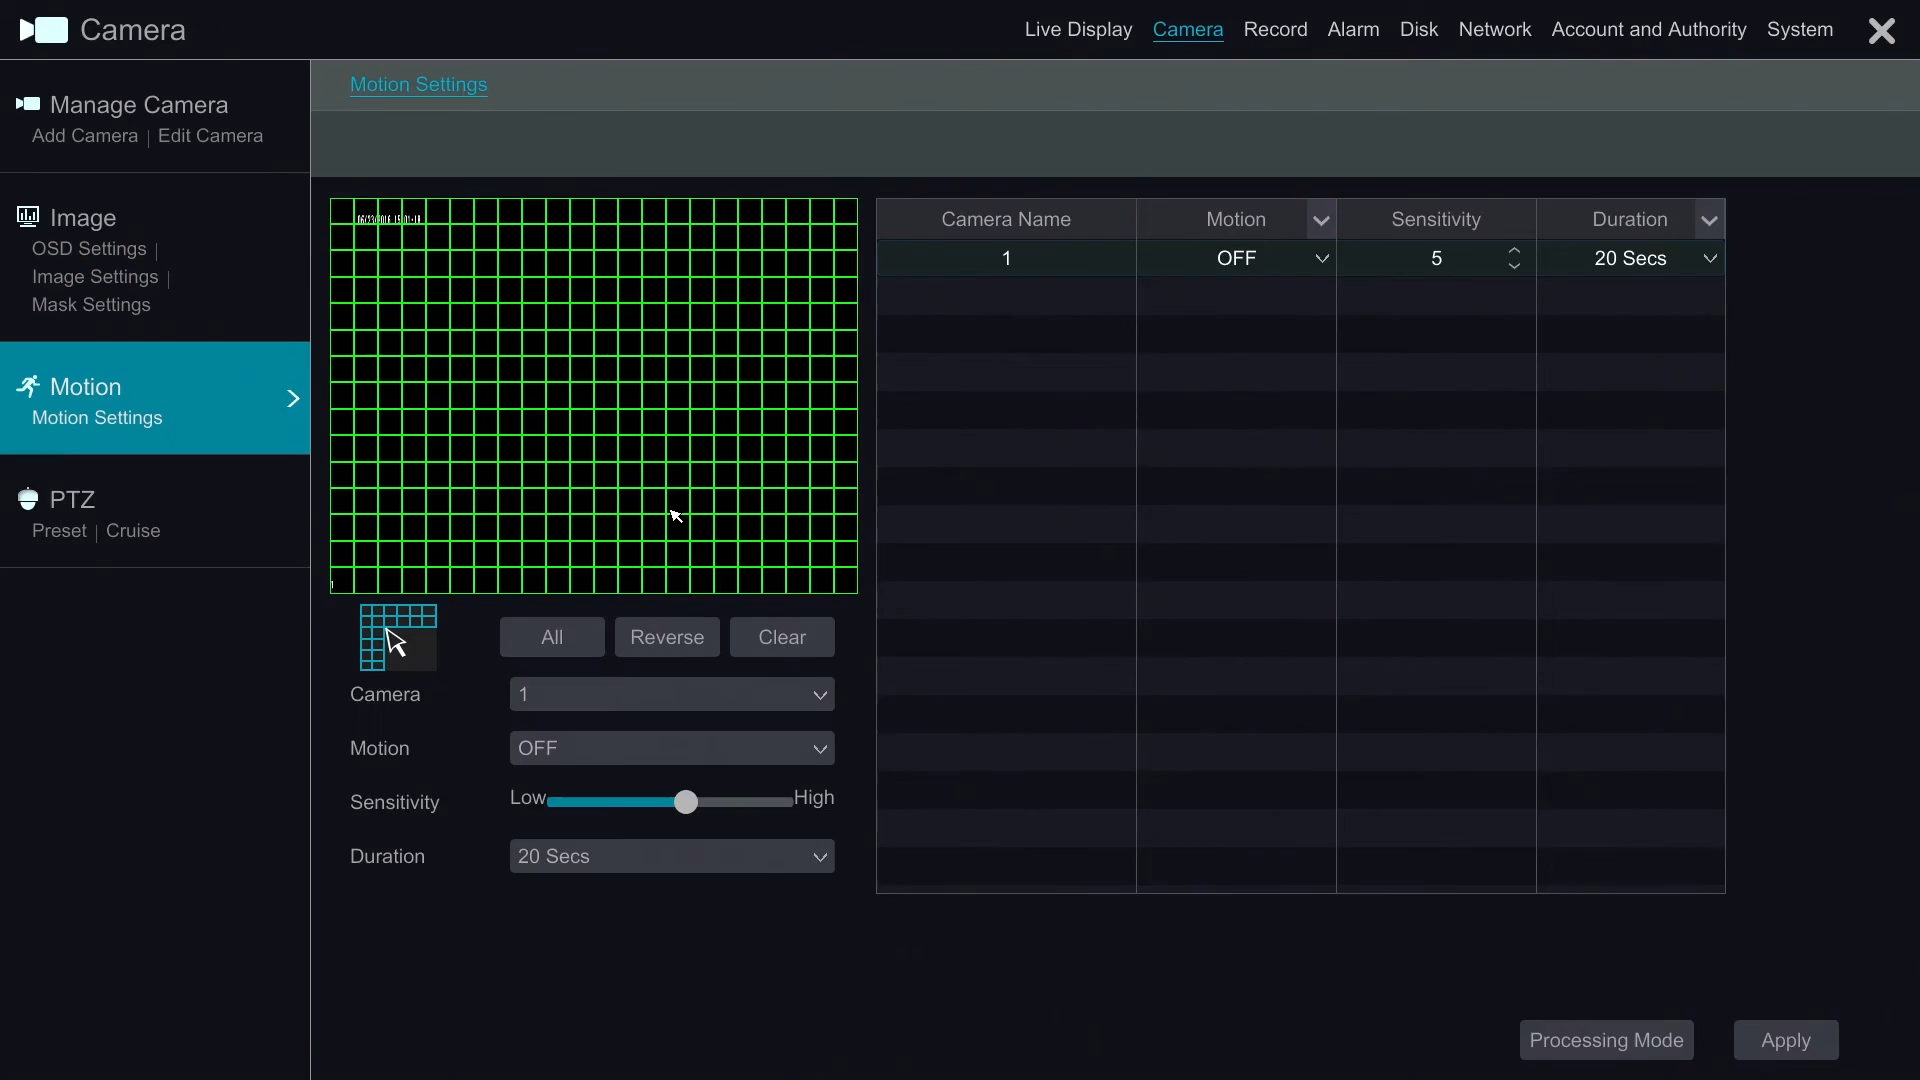 Camera
Live Display Camera Record Alarm Disk Network Account and Authority System
Motion Settings
Manage Camera
Add Camera | Edit Camera
Image
OSD Settings |
Image Settings |
Mask Settings
Motion
Motion Settings
PTZ
Preset | Cruise
1
All Reverse Clear
Camera 1
Motion OFF
Sensitivity Low High
Duration 20 Secs
Camera Name Motion Sensitivity Duration
1 OFF 5 20 Secs
Processing Mode Apply